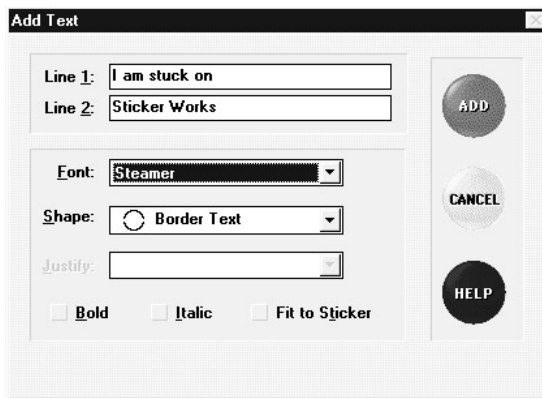 Add Text
Line 1: I am stuck on
Line 2: Sticker Works
Font: Steamer
Shape: Border Text
Justify:
Bold Italic Fit to Sticker
ADD
CANCEL
HELP